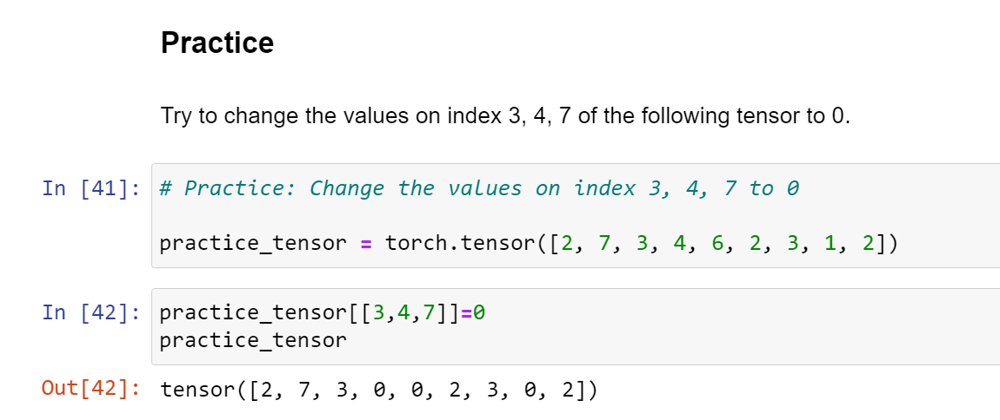 Practice
Try to change the values on index 3, 4, 7 of the following tensor to 0.
In [41]: # Practice: Change the values on index 3, 4, 7 to 0
practice_tensor = torch.tensor([2, 7, 3, 4, 6, 2, 3, 1, 2])
In [42]: practice_tensor[[3,4,7]]=0
practice_tensor
Out[42]: tensor([2, 7, 3, 0, 0, 2, 3, 0, 2])